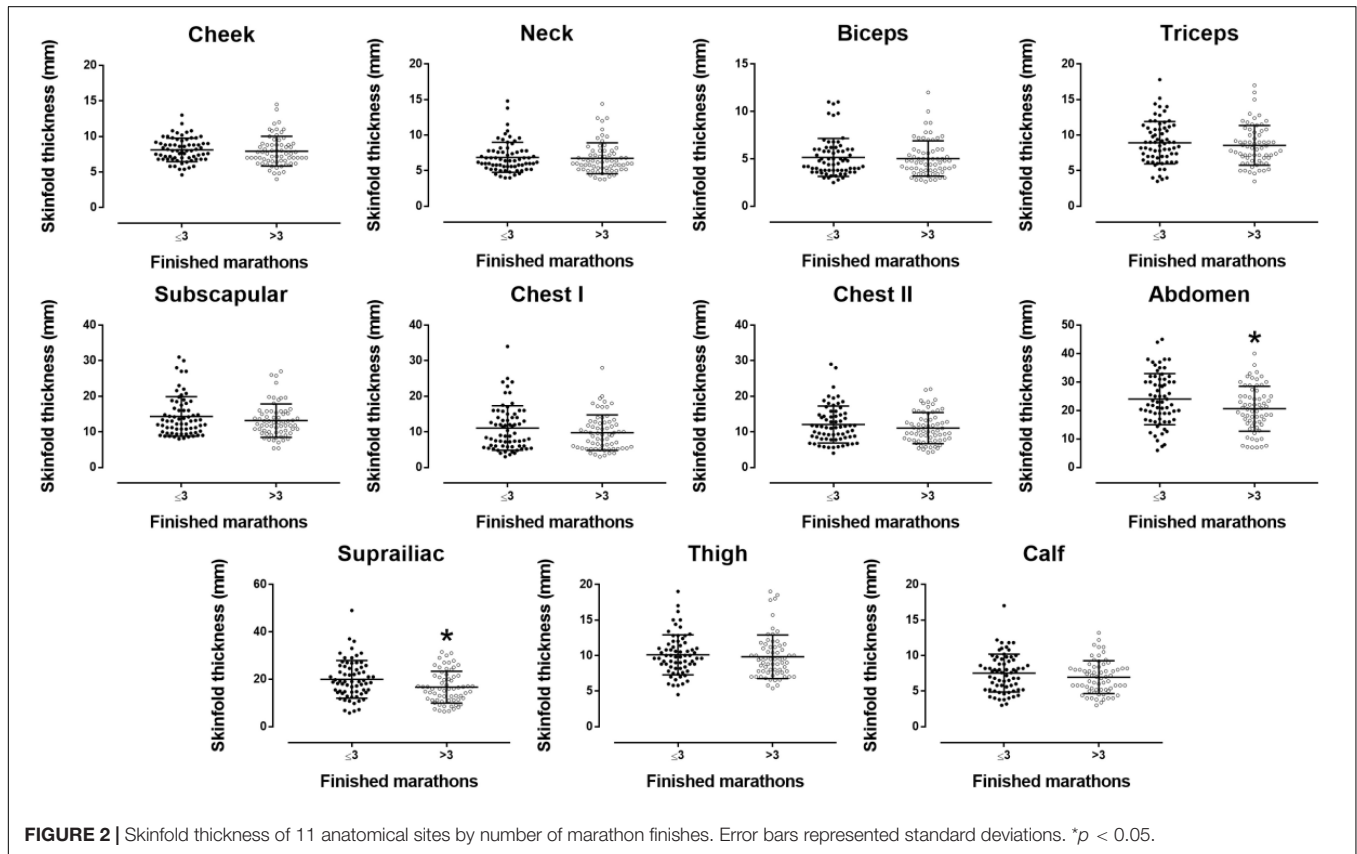 Cheek
Skinfold thickness (mm)
20
15
10
5
0
≤3
>3
Finished marathons
Neck
Skinfold thickness (mm)
20
15
10
5
0
≤3
>3
Finished marathons
Biceps
Skinfold thickness (mm)
15
10
5
0
≤3
>3
Finished marathons
Triceps
Skinfold thickness (mm)
20
15
10
5
0
≤3
>3
Finished marathons
Subscapular
Skinfold thickness (mm)
40
30
20
10
0
≤3
>3
Finished marathons
Chest I
Skinfold thickness (mm)
40
30
20
10
0
≤3
>3
Finished marathons
Chest II
Skinfold thickness (mm)
40
30
20
10
0
≤3
>3
Finished marathons
Abdomen
Skinfold thickness (mm)
50
40
30
20
10
0
*
≤3
>3
Finished marathons
Suprailiac
Skinfold thickness (mm)
60
40
20
0
*
≤3
>3
Finished marathons
Thigh
Skinfold thickness (mm)
20
15
10
5
0
≤3
>3
Finished marathons
Calf
Skinfold thickness (mm)
20
15
10
5
0
≤3
>3
Finished marathons
FIGURE 2 | Skinfold thickness of 11 anatomical sites by number of marathon finishes. Error bars represented standard deviations. *p < 0.05.